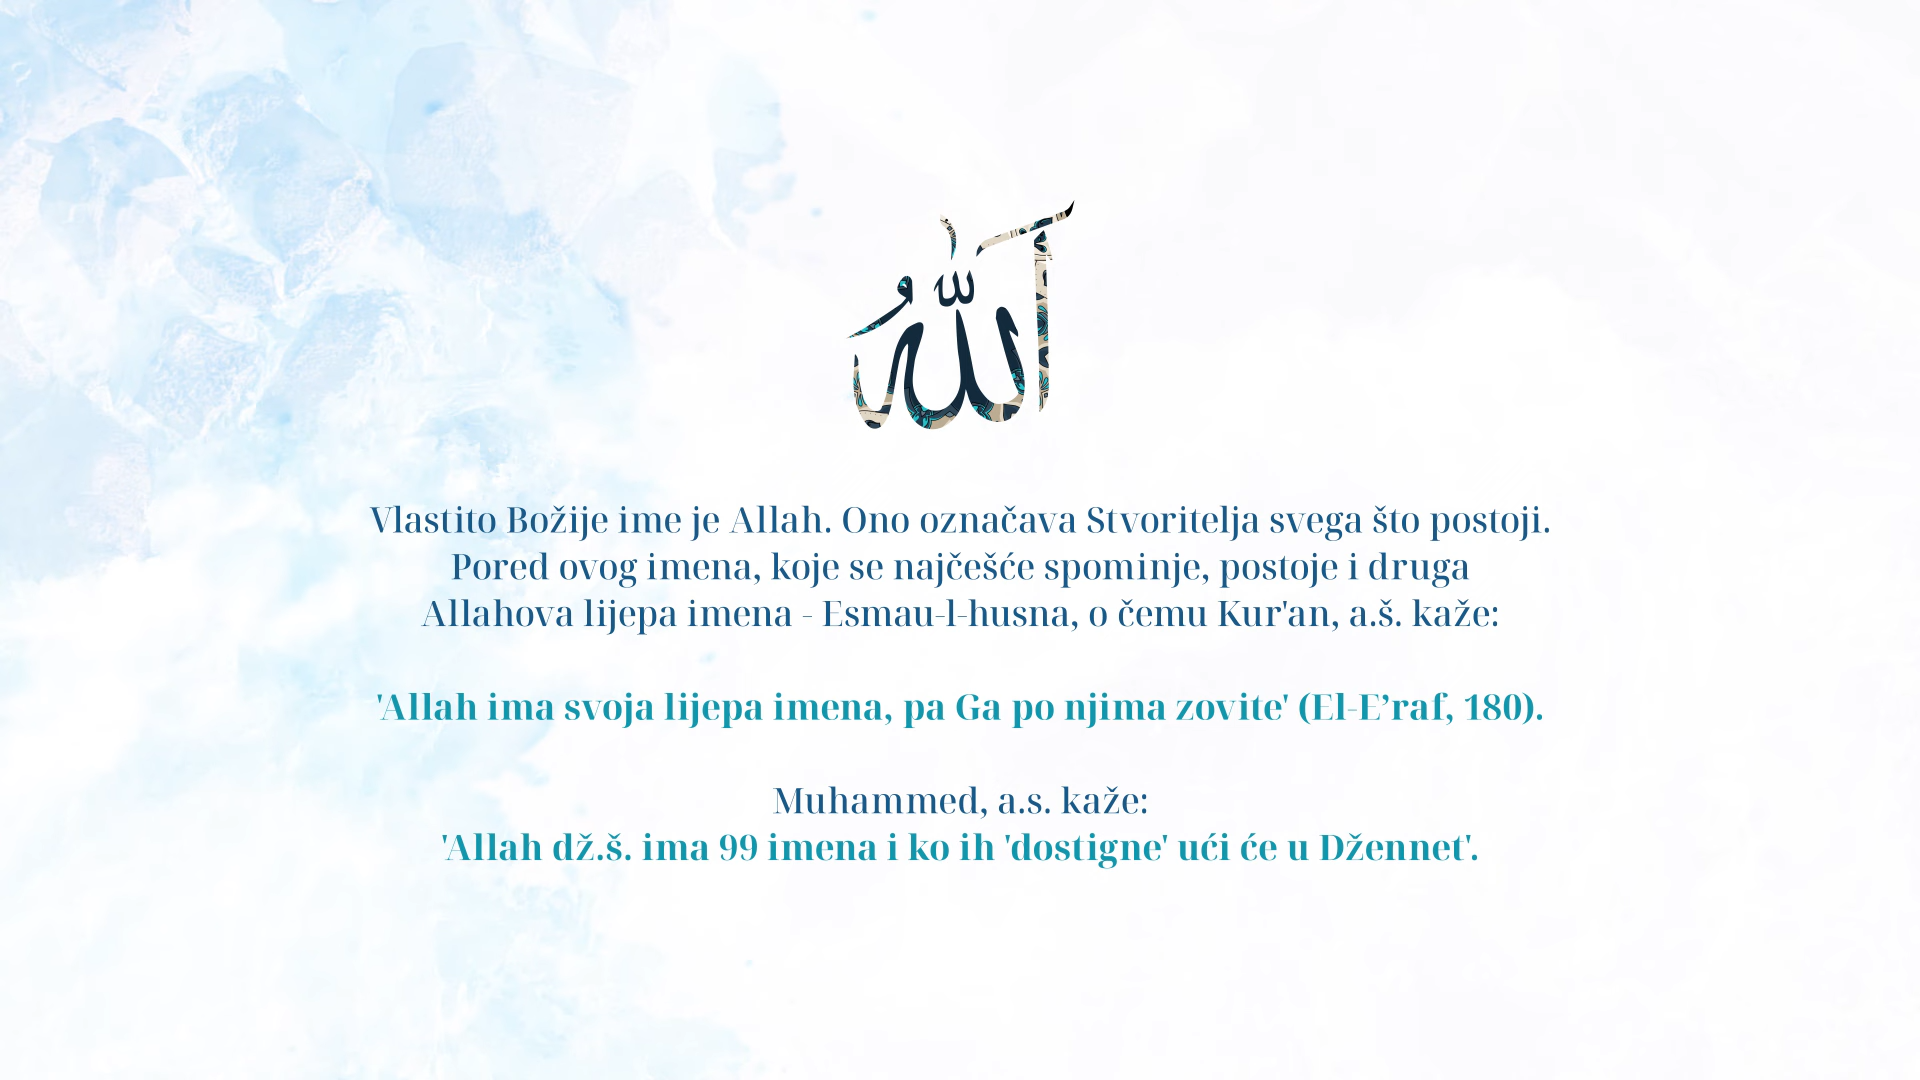 اللّٰهُ
Vlastito Božije ime je Allah. Ono označava Stvoritelja svega što postoji.
Pored ovog imena, koje se najčešće spominje, postoje i druga
Allahova lijepa imena - Esmau-l-husna, o čemu Kur'an, a.š. kaže:
'Allah ima svoja lijepa imena, pa Ga po njima zovite' (El-E’raf, 180).
Muhammed, a.s. kaže:
'Allah dž.š. ima 99 imena i ko ih 'dostigne' ući će u Džennet'.